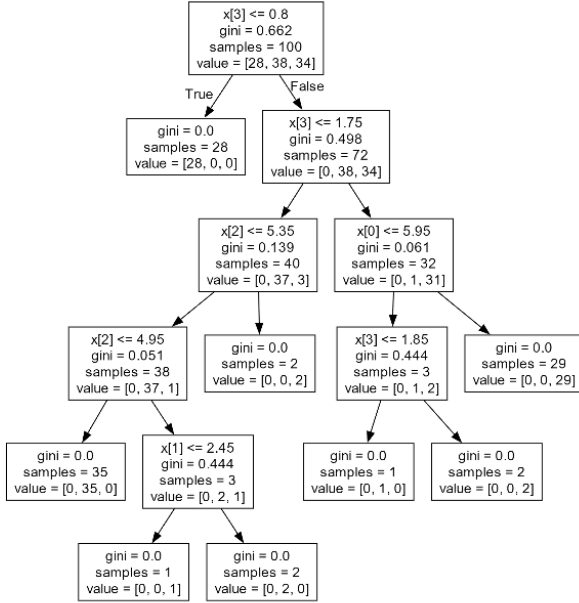 x[3] <= 0.8
gini = 0.662
samples = 100
value = [28, 38, 34]
True
False
gini = 0.0
samples = 28
value = [28, 0, 0]
x[3] <= 1.75
gini = 0.498
samples = 72
value = [0, 38, 34]
x[2] <= 5.35
gini = 0.139
samples = 40
value = [0, 37, 3]
x[0] <= 5.95
gini = 0.061
samples = 32
value = [0, 1, 31]
x[2] <= 4.95
gini = 0.051
samples = 38
value = [0, 37, 1]
gini = 0.0
samples = 2
value = [0, 0, 2]
x[3] <= 1.85
gini = 0.444
samples = 3
value = [0, 1, 2]
gini = 0.0
samples = 29
value = [0, 0, 29]
gini = 0.0
samples = 35
value = [0, 35, 0]
x[1] <= 2.45
gini = 0.444
samples = 3
value = [0, 2, 1]
gini = 0.0
samples = 1
value = [0, 1, 0]
gini = 0.0
samples = 2
value = [0, 0, 2]
gini = 0.0
samples = 1
value = [0, 0, 1]
gini = 0.0
samples = 2
value = [0, 2, 0]